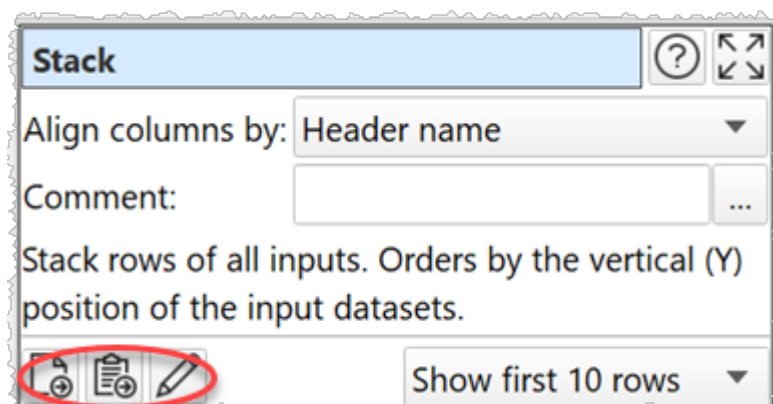 Stack
Align columns by: Header name
Comment: ...
Stack rows of all inputs. Orders by the vertical (Y)
position of the input datasets.
Show first 10 rows